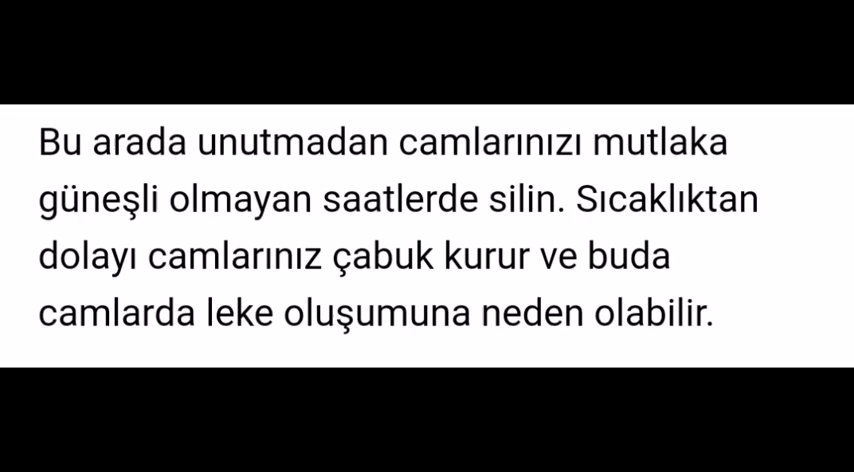 Bu arada unutmadan camlarınızı mutlaka
güneşli olmayan saatlerde silin. Sıcaklıktan
dolayı camlarınız çabuk kurur ve buda
camlarda leke oluşumuna neden olabilir.